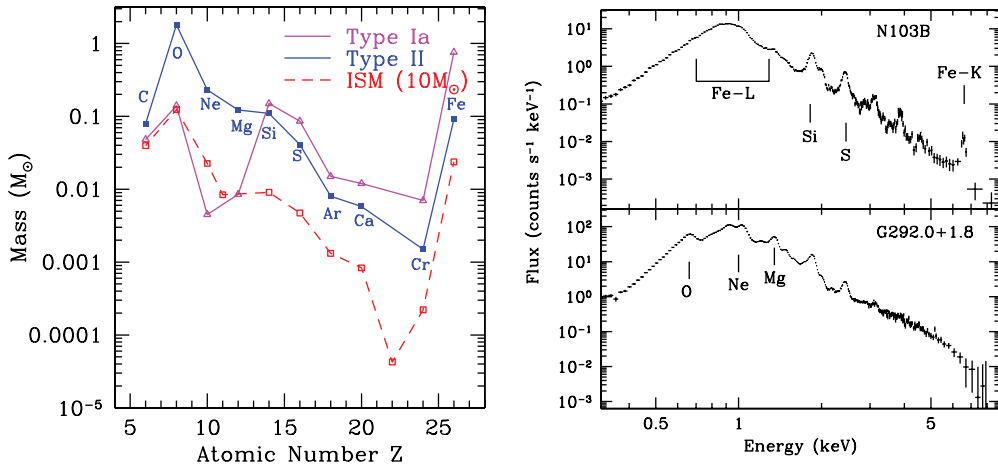 Type Ia
Type II
ISM (10M⊙)
C
O
Ne
Mg
Si
S
Ar
Ca
Cr
Fe
1
0.1
0.01
0.001
0.0001
10⁻⁵
Mass (M⊙)
5
10
15
20
25
Atomic Number Z
N103B
Fe-L
Si
S
Fe-K
10¹
10⁰
10⁻¹
10⁻²
10⁻³
G292.0+1.8
O
Ne
Mg
10²
10¹
10⁰
10⁻¹
10⁻²
10⁻³
Flux (counts s⁻¹ keV⁻¹)
0.5
1
2
5
Energy (keV)